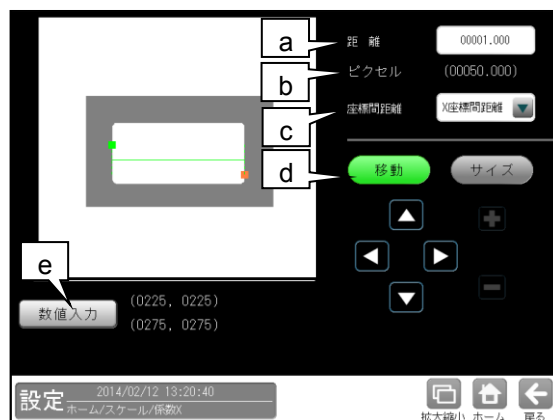 a
距 離
00001.000
b
ピクセル
(00050.000)
c
座標間距離
X座標間距離
d
移動
サイズ
e
数値入力
(0225, 0225)
(0275, 0275)
設定
2014/02/12 13:20:40
ホーム/スケール/係数X
拡大縮小
ホーム
戻る